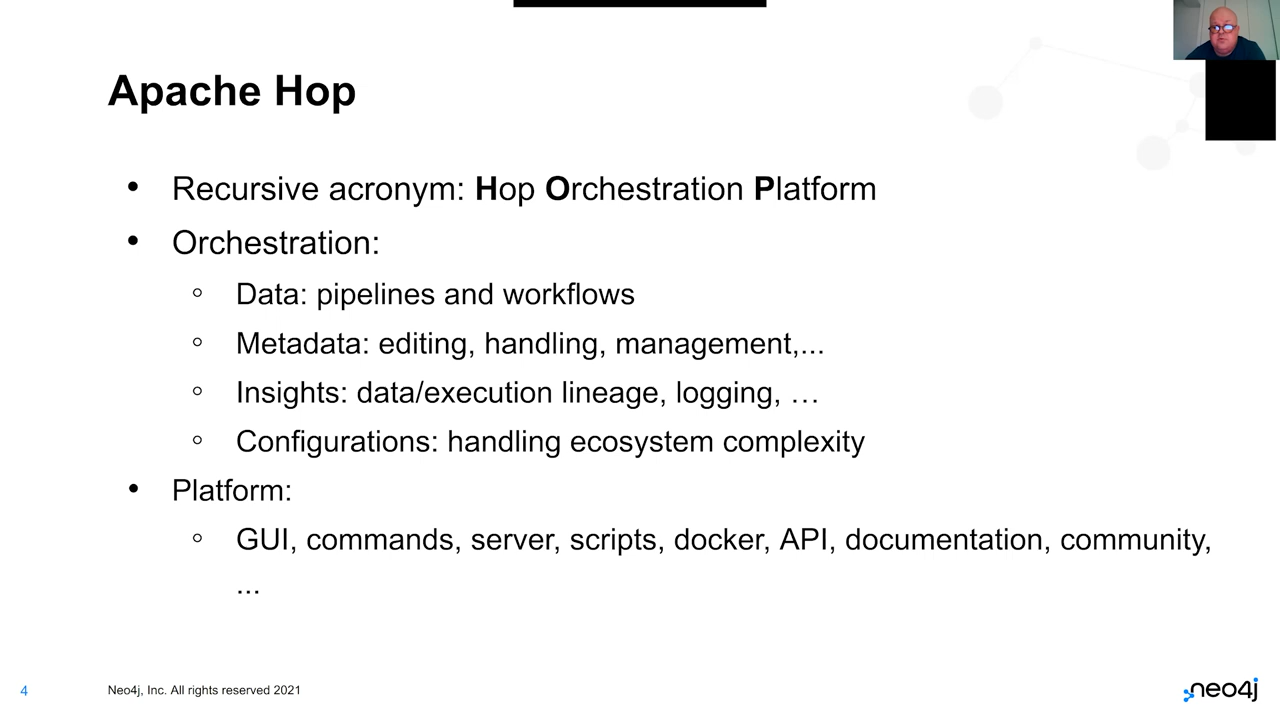 Apache Hop
• Recursive acronym: Hop Orchestration Platform
• Orchestration:
○ Data: pipelines and workflows
○ Metadata: editing, handling, management,...
○ Insights: data/execution lineage, logging, …
○ Configurations: handling ecosystem complexity
• Platform:
○ GUI, commands, server, scripts, docker, API, documentation, community,
...
4
Neo4j, Inc. All rights reserved 2021
neo4j